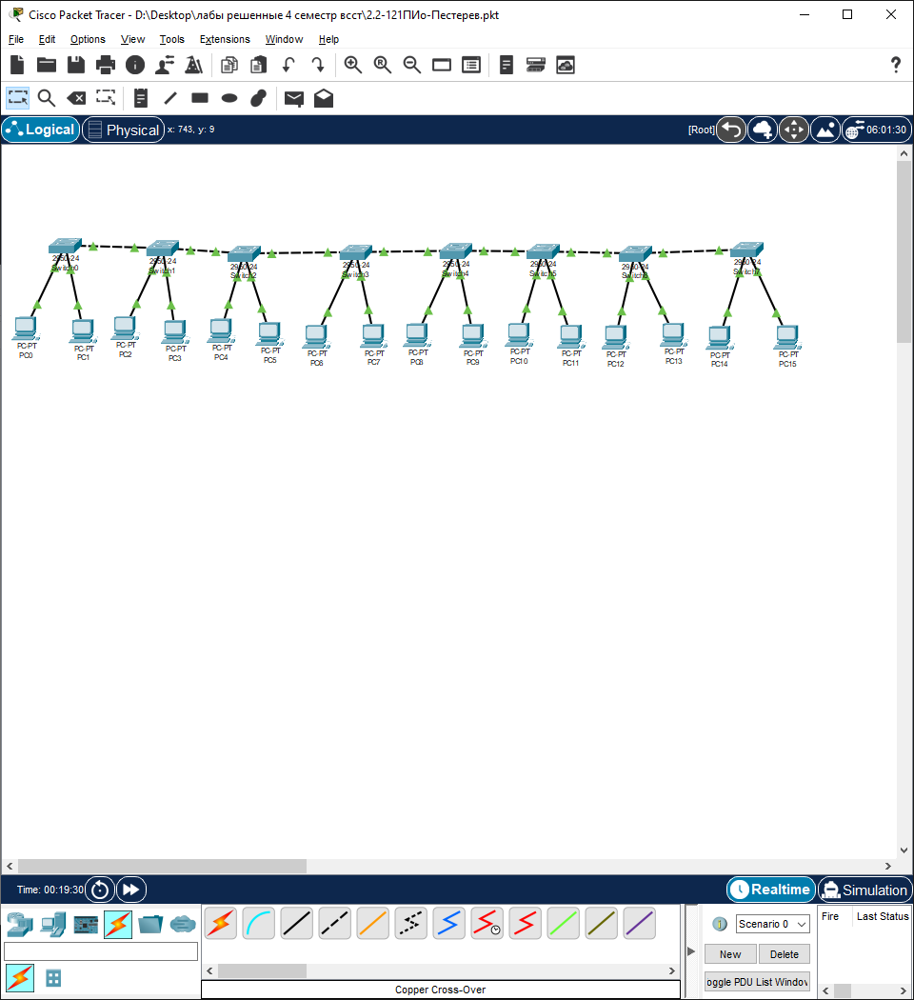 Cisco Packet Tracer - D:\Desktop\лабы решенные 4 семестр всст\2.2-121ПИо-Пестерев.pkt
File Edit Options View Tools Extensions Window Help
Logical Physical x: 743, y: 9 [Root] 06:01:30
2950-24
Switch0
2950-24
Switch1
2950-24
Switch2
2950-24
Switch3
2950-24
Switch4
2950-24
Switch5
2950-24
Switch6
2950-24
Switch7
PC-PT
PC0
PC-PT
PC1
PC-PT
PC2
PC-PT
PC3
PC-PT
PC4
PC-PT
PC5
PC-PT
PC6
PC-PT
PC7
PC-PT
PC8
PC-PT
PC9
PC-PT
PC10
PC-PT
PC11
PC-PT
PC12
PC-PT
PC13
PC-PT
PC14
PC-PT
PC15
Time: 00:19:30 Realtime Simulation
Scenario 0 Fire Last Status
New Delete
oggle PDU List Window
Copper Cross-Over